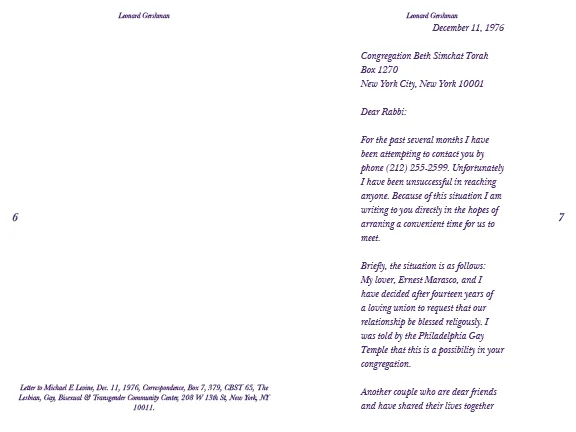 Leonard Gershman
6
Letter to Michael E Levine, Dec. 11, 1976, Correspondence, Box 7, 379, CBST 65, The
Lesbian, Gay, Bisexual & Transgender Community Center, 208 W 13th St, New York, NY
10011.
Leonard Gershman
December 11, 1976
Congregation Beth Simchat Torah
Box 1270
New York City, New York 10001
Dear Rabbi:
For the past several months I have
been attempting to contact you by
phone (212) 255-2599. Unfortunately
I have been unsuccessful in reaching
anyone. Because of this situation I am
writing to you directly in the hopes of
arraning a convenient time for us to
meet.
Briefly, the situation is as follows:
My lover, Ernest Marasco, and I
have decided after fourteen years of
a loving union to request that our
relationship be blessed religously. I
was told by the Philadelphia Gay
Temple that this is a possibility in your
congregation.
Another couple who are dear friends
and have shared their lives together
7